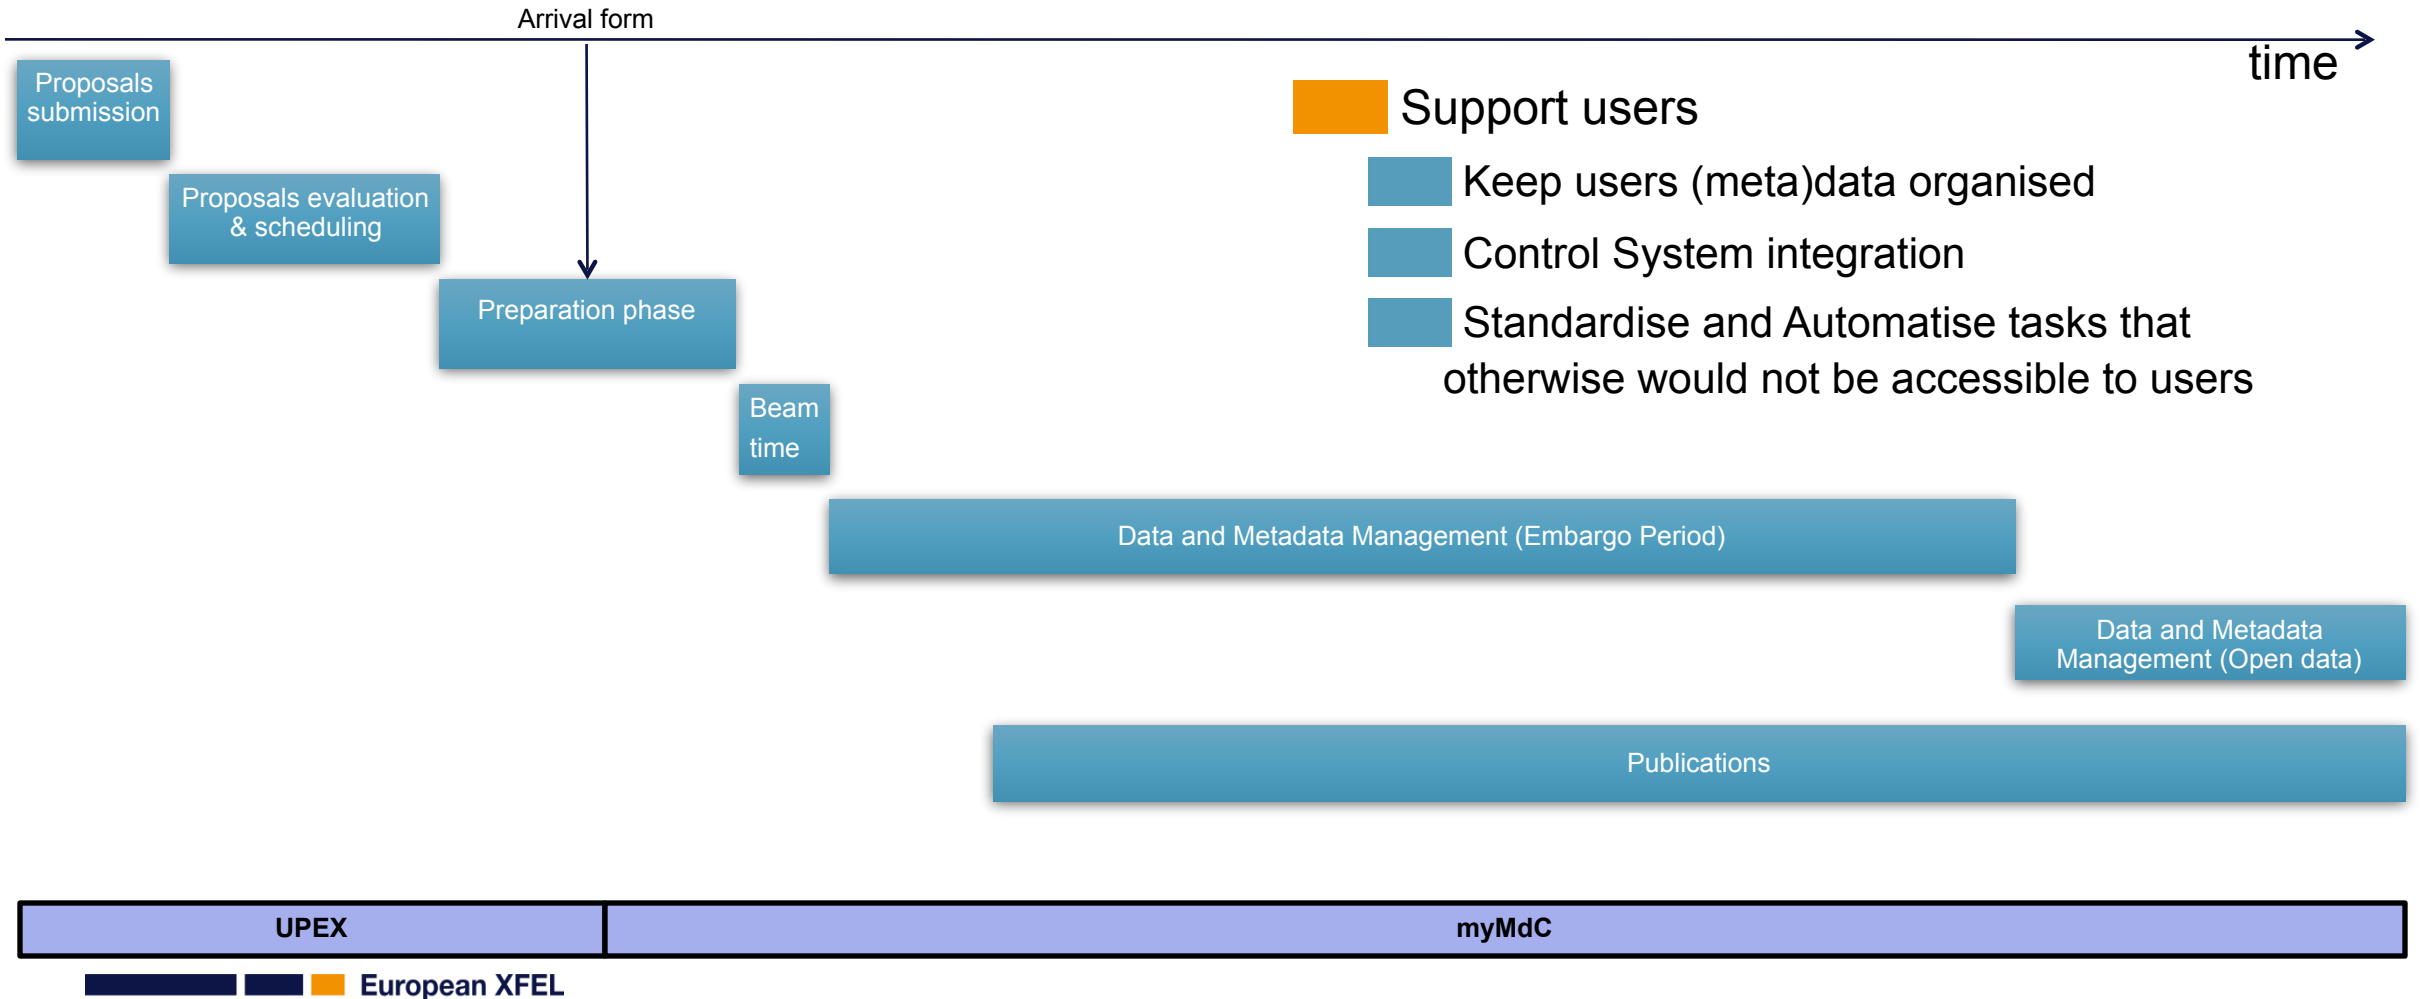 Arrival form
time
Proposals
submission
Support users
Keep users (meta)data organised
Proposals evaluation
& scheduling
Control System integration
Preparation phase
Standardise and Automatise tasks that
otherwise would not be accessible to users
Beam
time
Data and Metadata Management (Embargo Period)
Data and Metadata
Management (Open data)
Publications
UPEX
myMdC
European XFEL